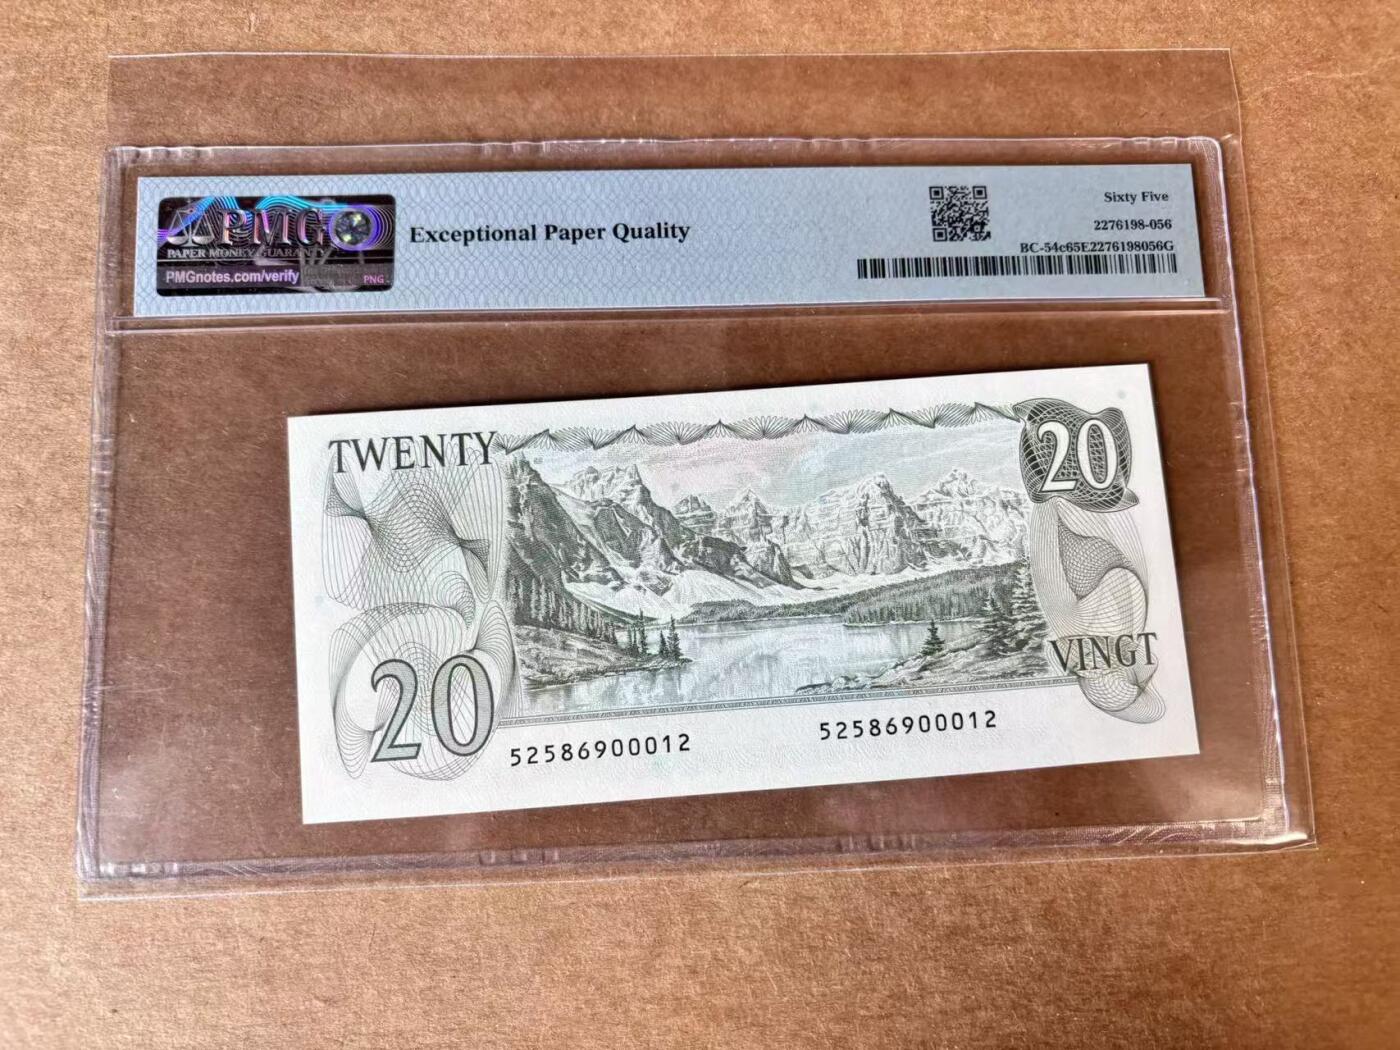 PMG
PAPER MONEY GUARANTY
PMGnotes.com/verify
PNG
Exceptional Paper Quality
Sixty Five
2276198-056
BC-54c65E2276198056G
TWENTY
20
VINGT
20
52586900012
52586900012